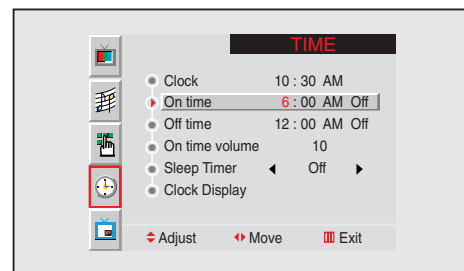 TIME
Clock 10 : 30 AM
On time 6 : 00 AM Off
Off time 12 : 00 AM Off
On time volume 10
Sleep Timer Off
Clock Display
Adjust Move Exit